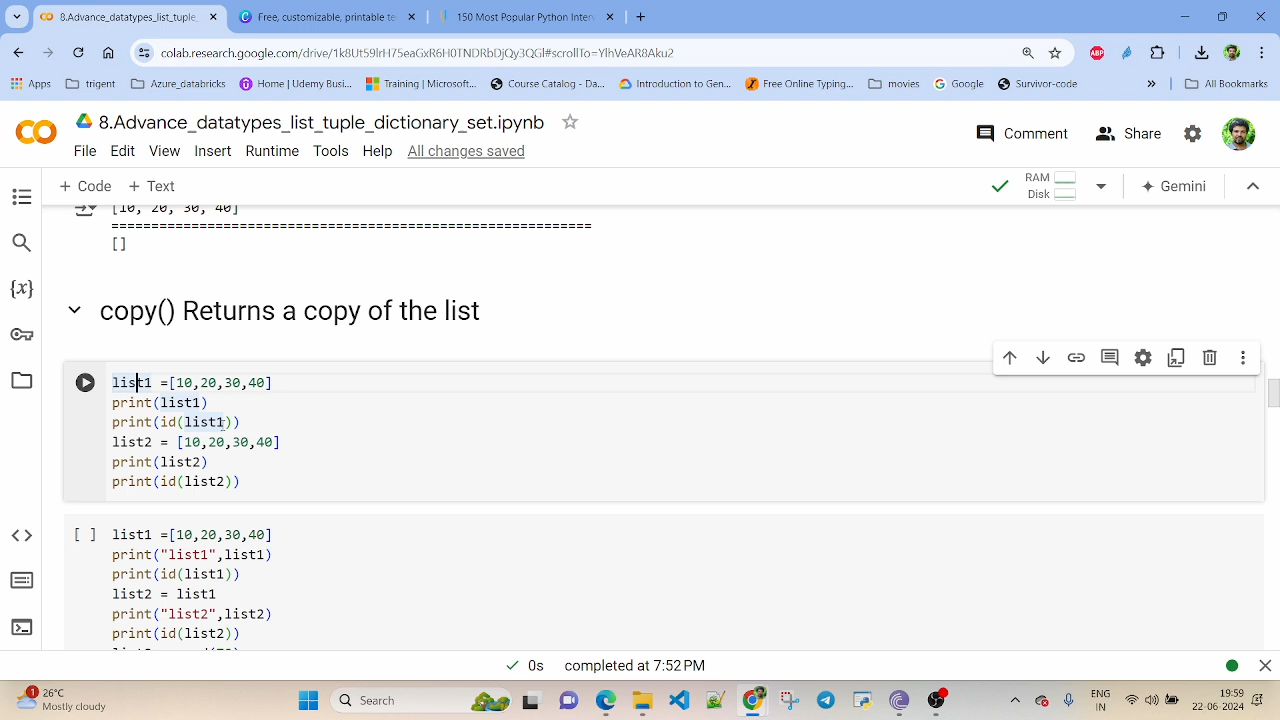 8.Advance_datatypes_list_tuple_
Free, customizable, printable te
150 Most Popular Python Interv
colab.research.google.com/drive/1k8Ut59lrH75eaGxR6H0TNDRbDjQy3QGl#scrollTo=YlhVeAR8Aku2
ABP
Apps
trigent
Azure databricks
Home | Udemy Busi...
Training | Microsoft...
Course Catalog - Da...
Introduction to Gen...
Free Online Typing...
movies
Google
Survivor-code
»
All Bookmarks
8.Advance_datatypes_list_tuple_dictionary_set.ipynb
Comment
Share
File Edit View Insert Runtime Tools Help All changes saved
+ Code + Text
RAM
Disk
Gemini
[10, 20, 30, 40]
============================================================
[]
copy() Returns a copy of the list
list1 =[10,20,30,40]
print(list1)
print(id(list1))
list2 = [10,20,30,40]
print(list2)
print(id(list2))
[ ] list1 =[10,20,30,40]
print("list1",list1)
print(id(list1))
list2 = list1
print("list2",list2)
print(id(list2))
0s completed at 7:52 PM
1
26°C
Mostly cloudy
Search
ENG
IN
19:59
22-06-2024